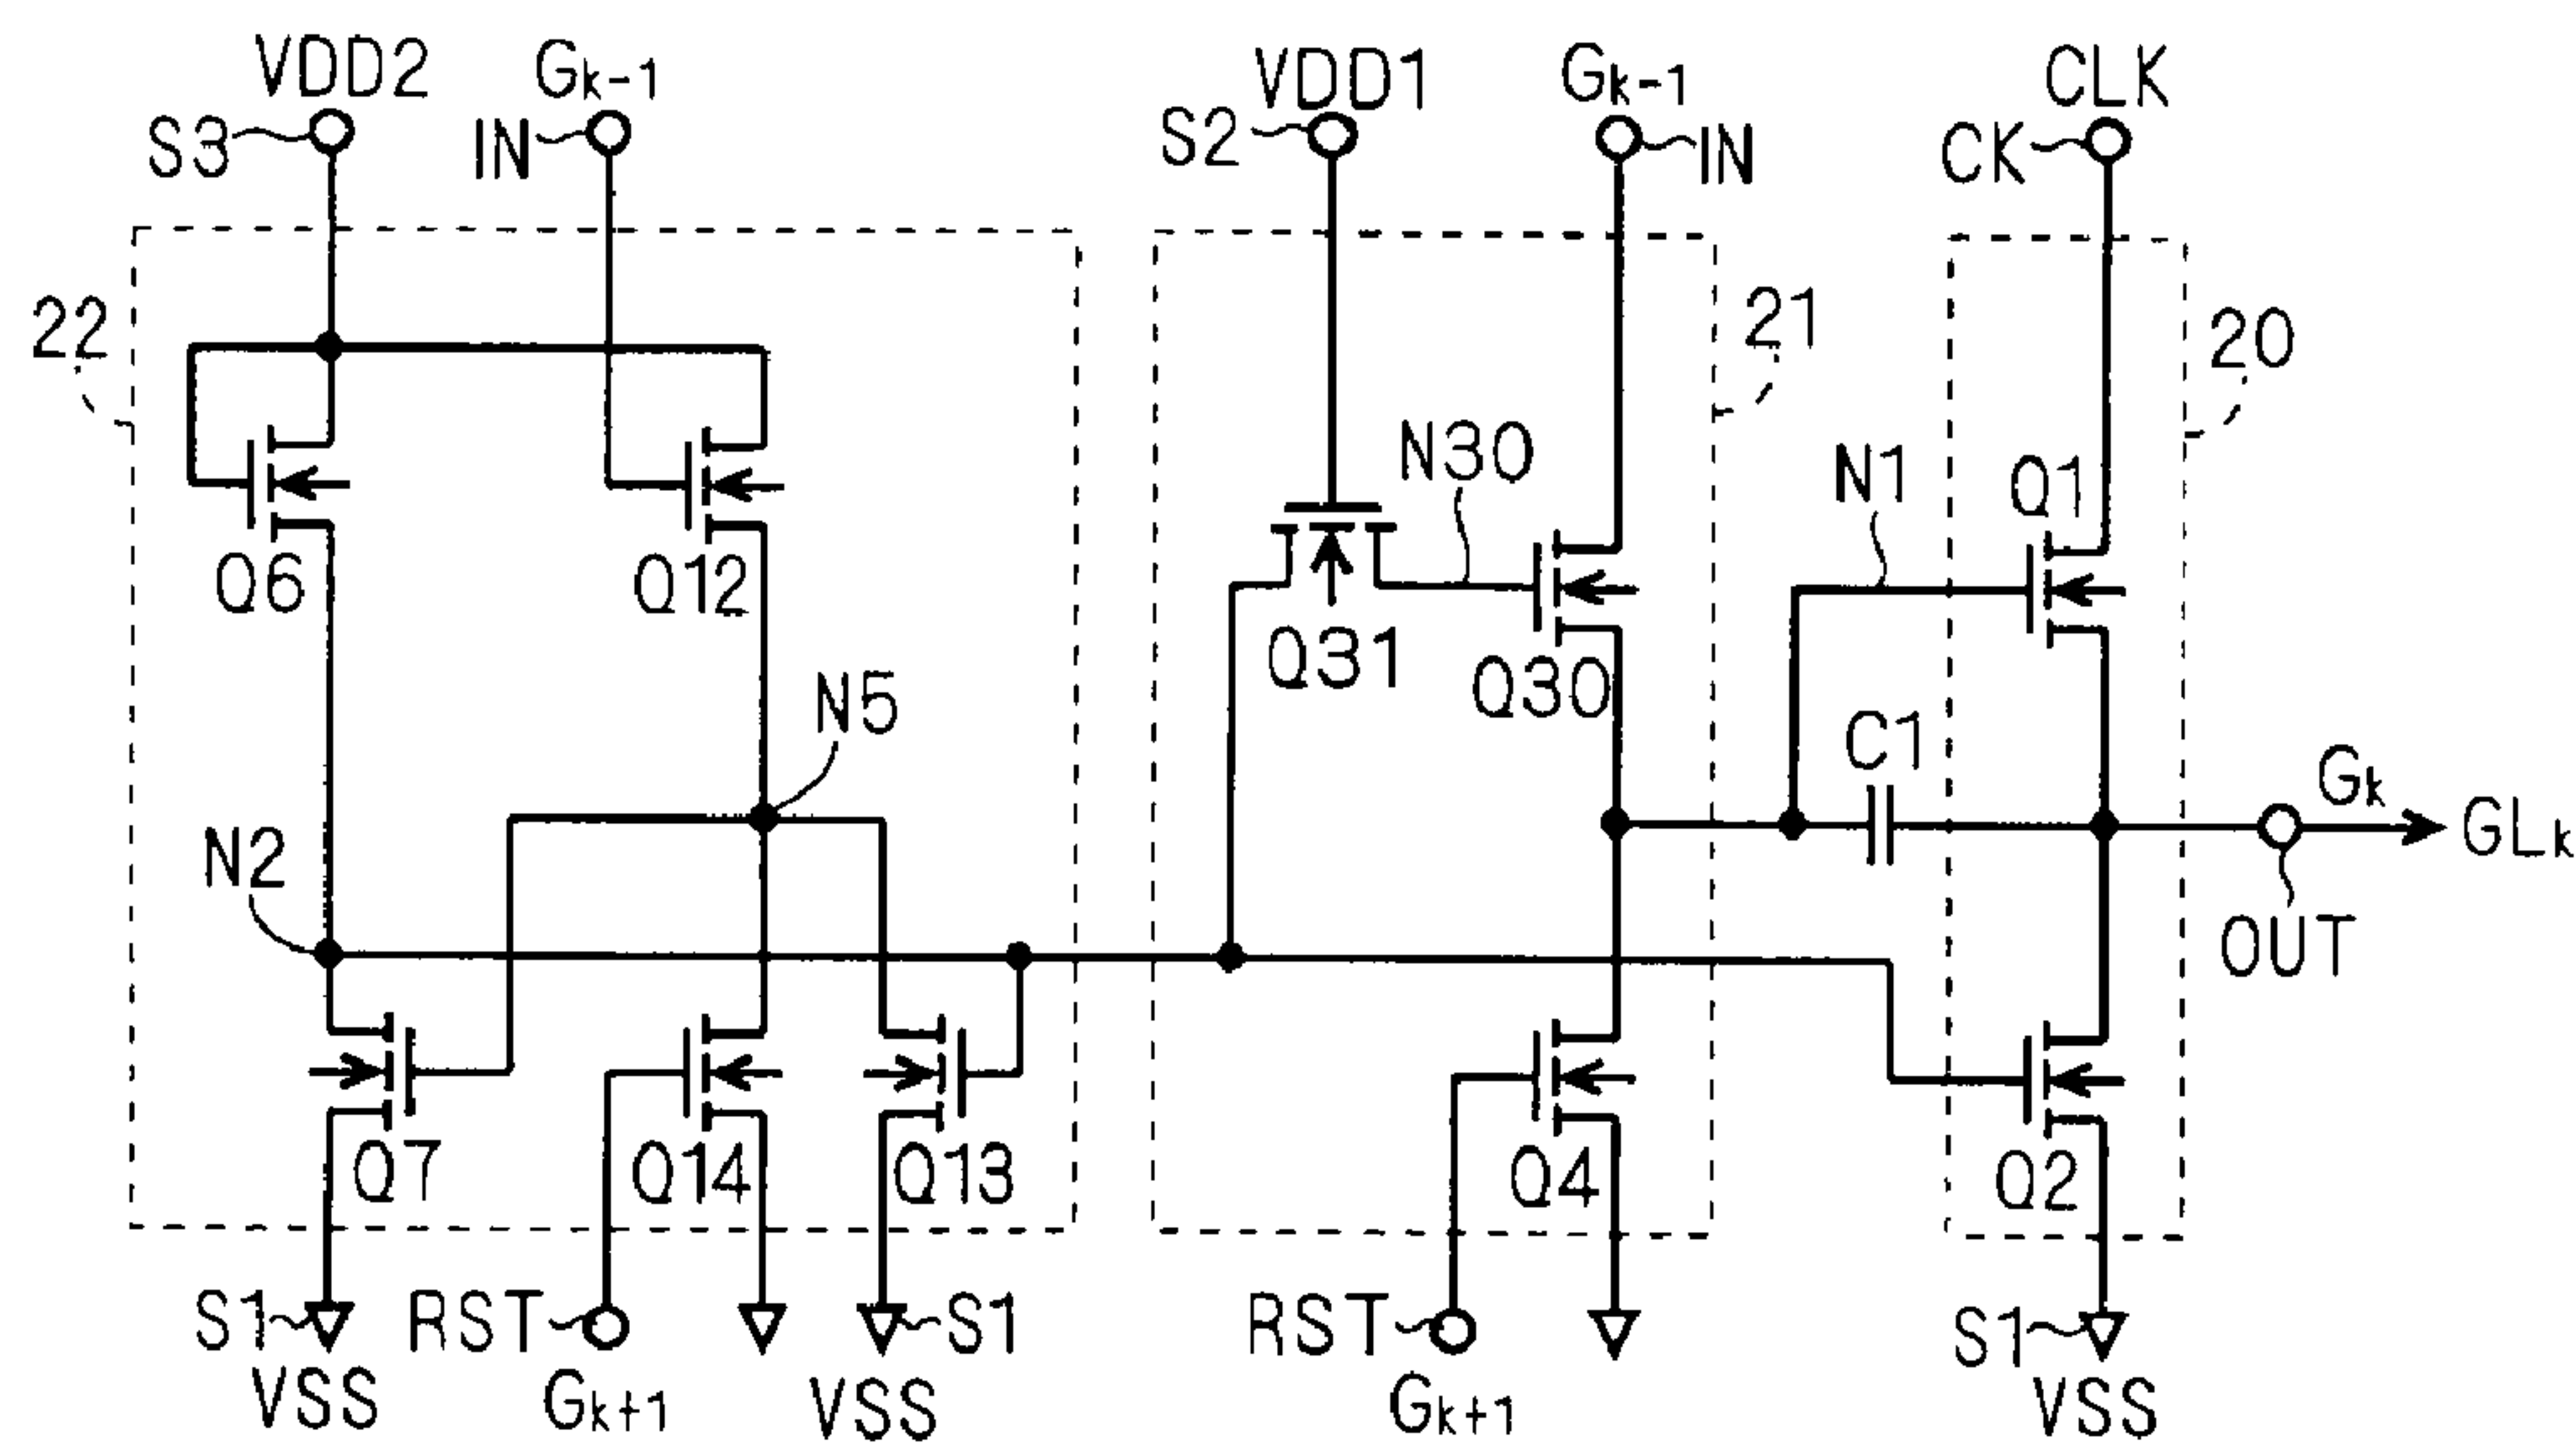 VDD2
Gk-1
VDD1
Gk-1
CLK
S3
IN
S2
IN
CK
22
21
20
N30
N1
Q1
Q6
Q12
Q31
Q30
N5
C1
Gk
GLk
N2
OUT
Q7
Q14
Q13
Q4
Q2
S1
RST
S1
RST
S1
VSS
Gk+1
VSS
Gk+1
VSS